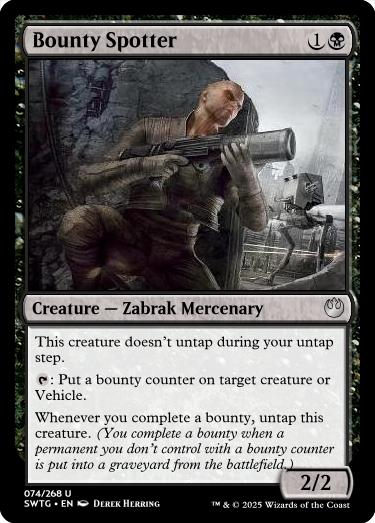 Bounty Spotter 1
Creature — Zabrak Mercenary
This creature doesn't untap during your untap
step.
: Put a bounty counter on target creature or
Vehicle.
Whenever you complete a bounty, untap this
creature. (You complete a bounty when a
permanent you don't control with a bounty counter
is put into a graveyard from the battlefield.)
2/2
074/268 U
SWTG • EN DEREK HERRING ™ & © 2025 Wizards of the Coast